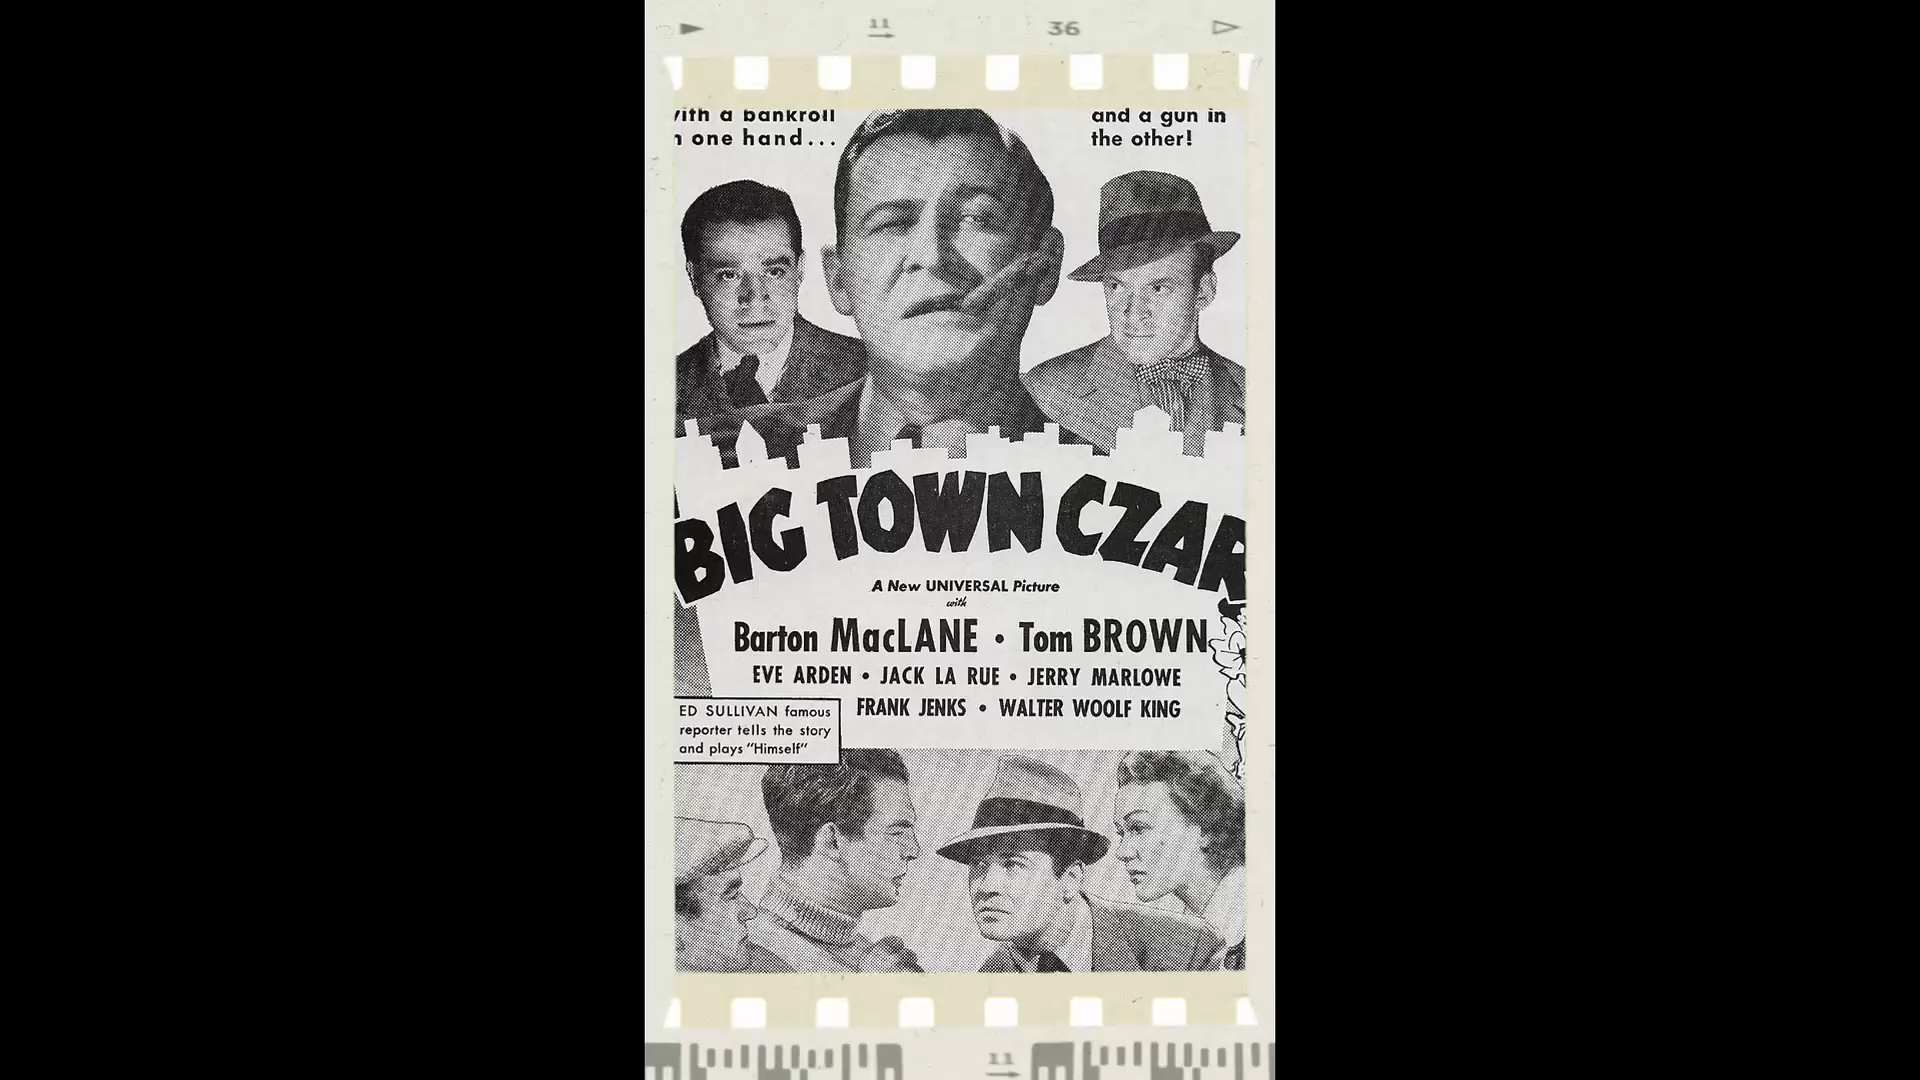 11
36
with a bankroll
in one hand...
and a gun in
the other!
BIG TOWN CZAR
A New UNIVERSAL Picture
with
Barton MacLANE • Tom BROWN
EVE ARDEN • JACK LA RUE • JERRY MARLOWE
FRANK JENKS • WALTER WOOLF KING
ED SULLIVAN famous
reporter tells the story
and plays "Himself"
11